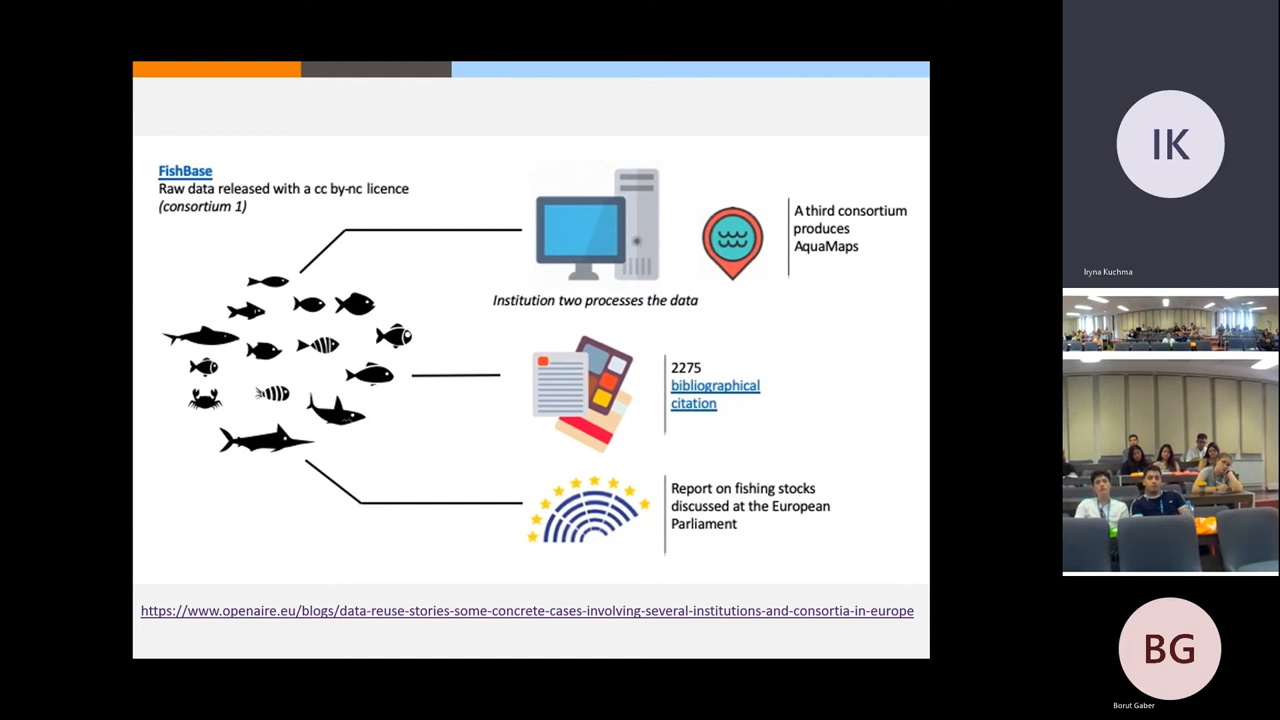 FishBase
Raw data released with a cc by-nc licence
(consortium 1)
A third consortium
produces
AquaMaps
Institution two processes the data
2275
bibliographical
citation
Report on fishing stocks
discussed at the European
Parliament
https://www.openaire.eu/blogs/data-reuse-stories-some-concrete-cases-involving-several-institutions-and-consortia-in-europe
IK
Iryna Kuchma
BG
Borut Gaber